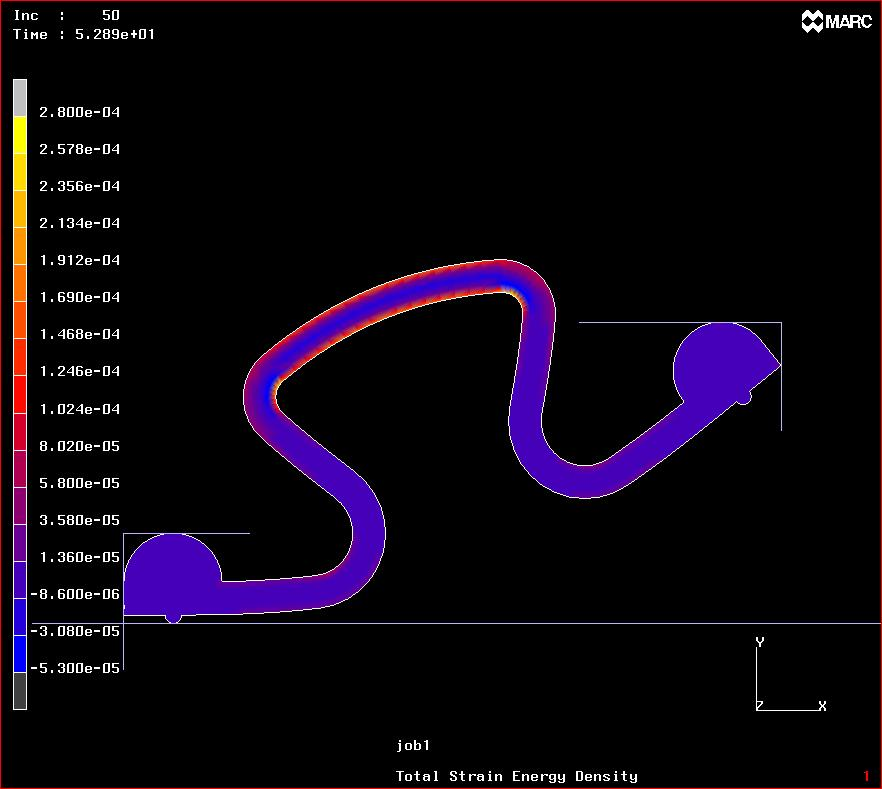 Inc : 50
Time : 5.289e+01
MARC
2.800e-04
2.578e-04
2.356e-04
2.134e-04
1.912e-04
1.690e-04
1.468e-04
1.246e-04
1.024e-04
8.020e-05
5.800e-05
3.580e-05
1.360e-05
-8.600e-06
-3.080e-05
-5.300e-05
Y
Z X
job1
Total Strain Energy Density
1